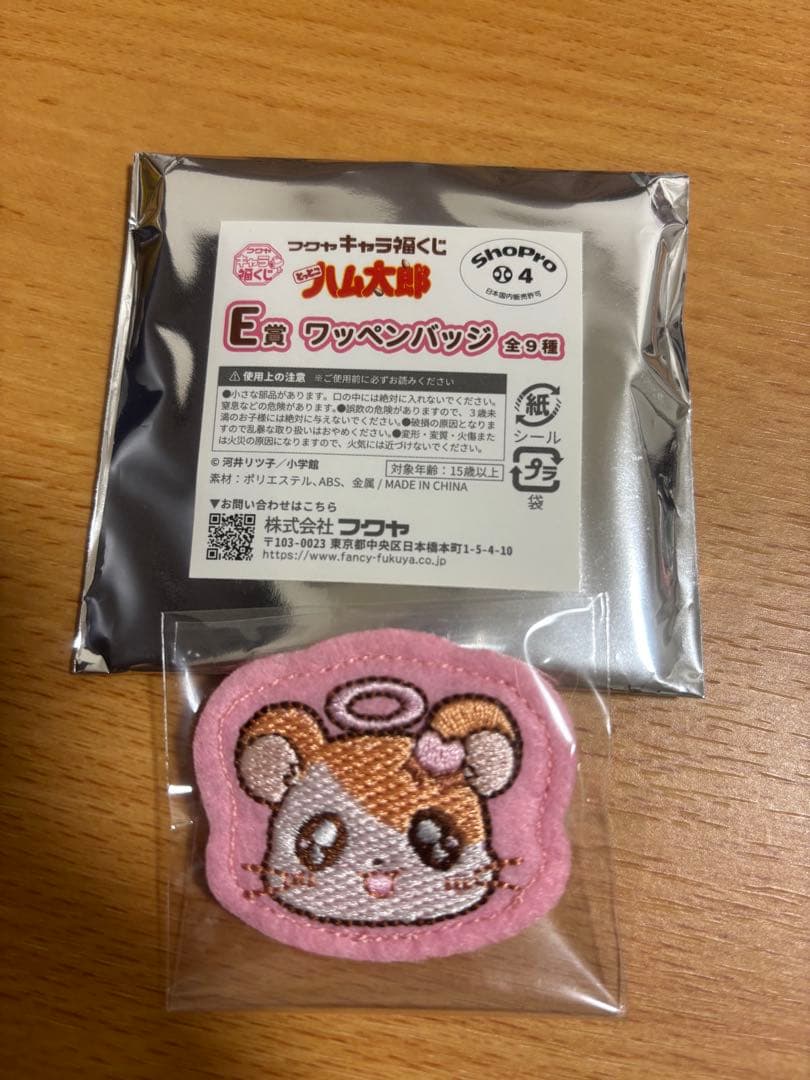 フクヤ
キャラ
福くじ
フクヤキャラ福くじ
とっとこ
ハム太郎
ShoPro
4
日本国内販売許可
E賞 ワッペンバッジ 全9種
使用上の注意 ※ご使用前に必ずお読みください
●小さな部品があります。口の中には絶対に入れないでください。
窒息などの危険があります。●誤飲の危険がありますので、3歳未
満のお子様には絶対に与えないでください。●破損の原因となりま
すので乱暴な取り扱いはおやめください。●変形・変質・火傷また
は火災の原因になりますので、火気には近づけないでください。
紙
シール
プラ
袋
© 河井リツ子/小学館
対象年齢:15歳以上
素材:ポリエステル、ABS、金属 / MADE IN CHINA
▼お問い合わせはこちら
株式会社フクヤ
〒103-0023 東京都中央区日本橋本町1-5-4-10
https://www.fancy-fukuya.co.jp